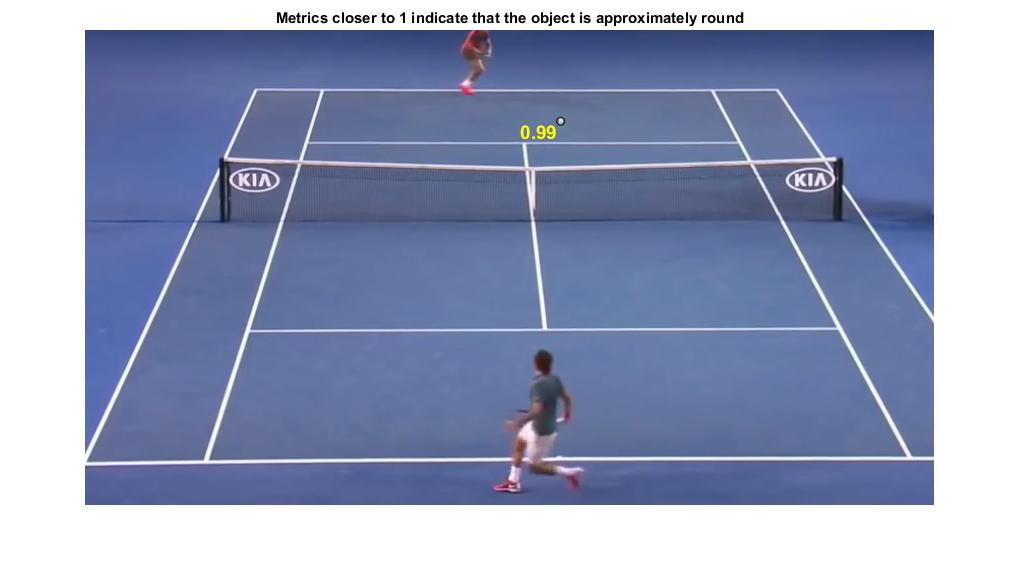 Metrics closer to 1 indicate that the object is approximately round
0.99
KIA
KIA